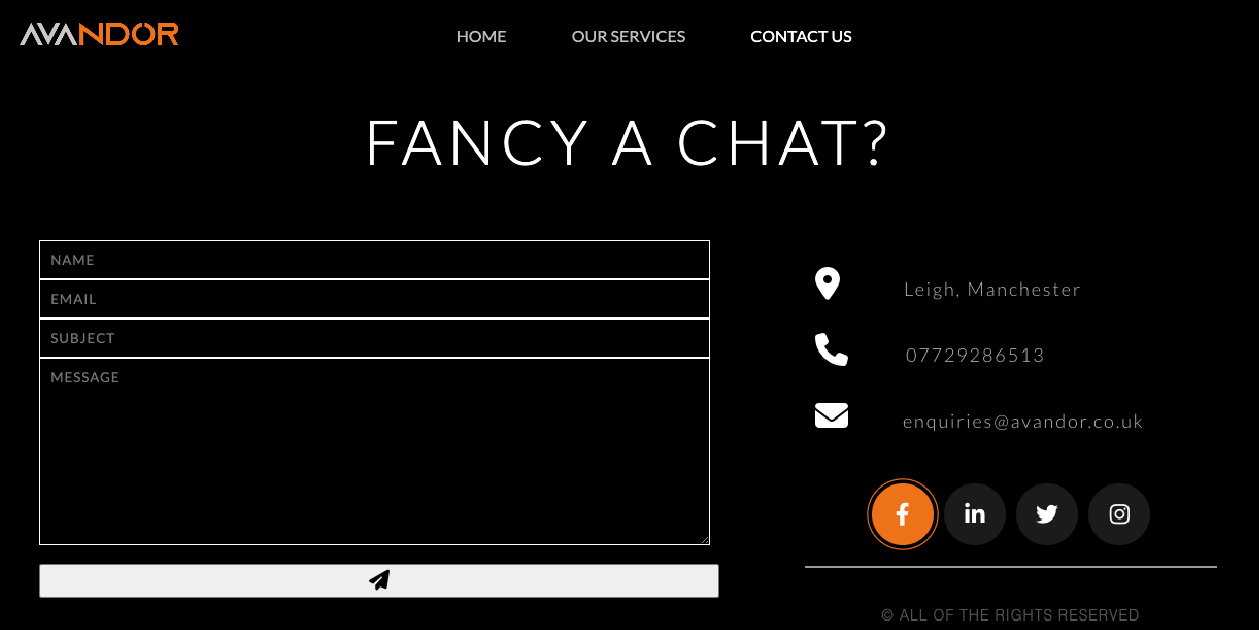 AVANDOR
HOME
OUR SERVICES
CONTACT US
FANCY A CHAT?
NAME
EMAIL
SUBJECT
MESSAGE
Leigh, Manchester
07729286513
enquiries@avandor.co.uk
© ALL OF THE RIGHTS RESERVED